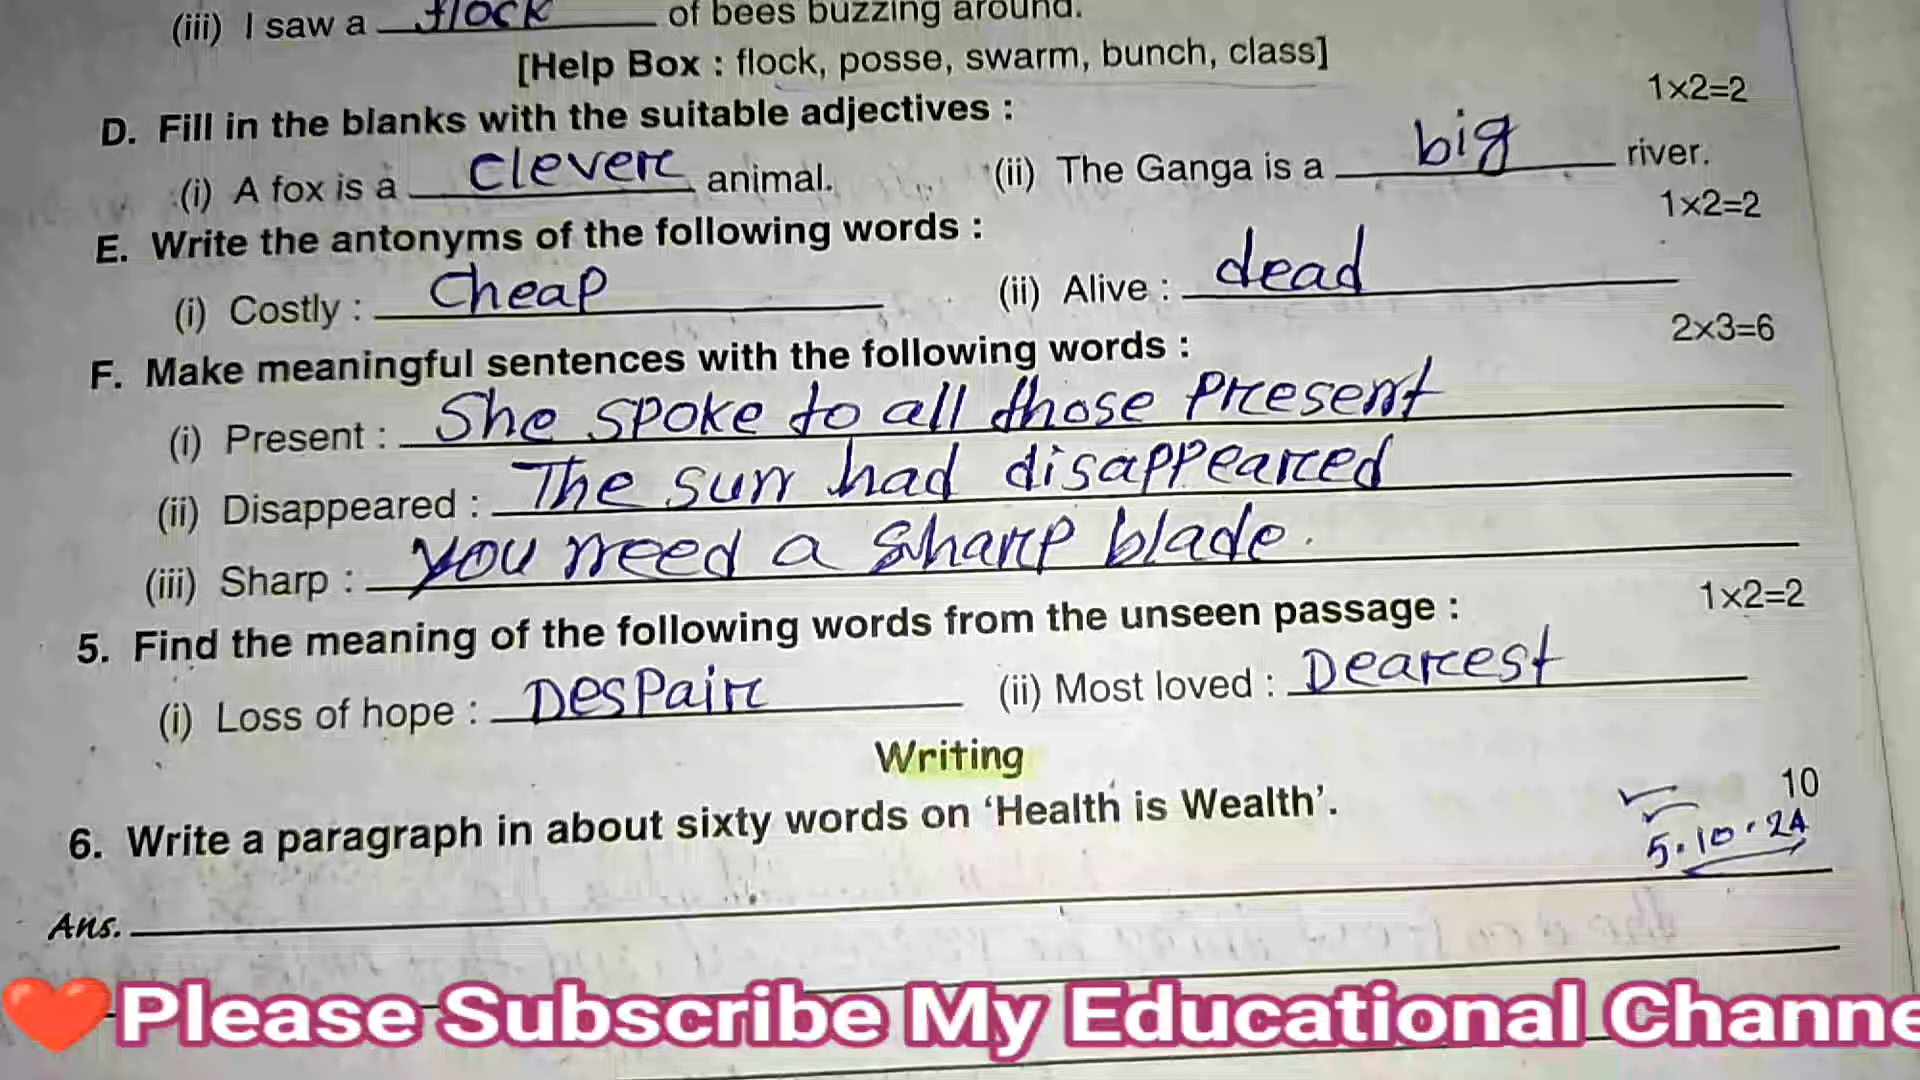 (iii) I saw a flock of bees buzzing around.
[Help Box : flock, posse, swarm, bunch, class]
1×2=2
D. Fill in the blanks with the suitable adjectives :
(i) A fox is a clever animal. (ii) The Ganga is a big river.
1×2=2
E. Write the antonyms of the following words :
(i) Costly : Cheap (ii) Alive : dead
2×3=6
F. Make meaningful sentences with the following words :
(i) Present : She spoke to all those Present
(ii) Disappeared : The sun had disappeared
(iii) Sharp : you need a sharp blade.
1×2=2
5. Find the meaning of the following words from the unseen passage :
(i) Loss of hope : Despair (ii) Most loved : Dearest
Writing
6. Write a paragraph in about sixty words on ‘Health is Wealth’. 10
5.10.24
Ans.
Please Subscribe My Educational Channe